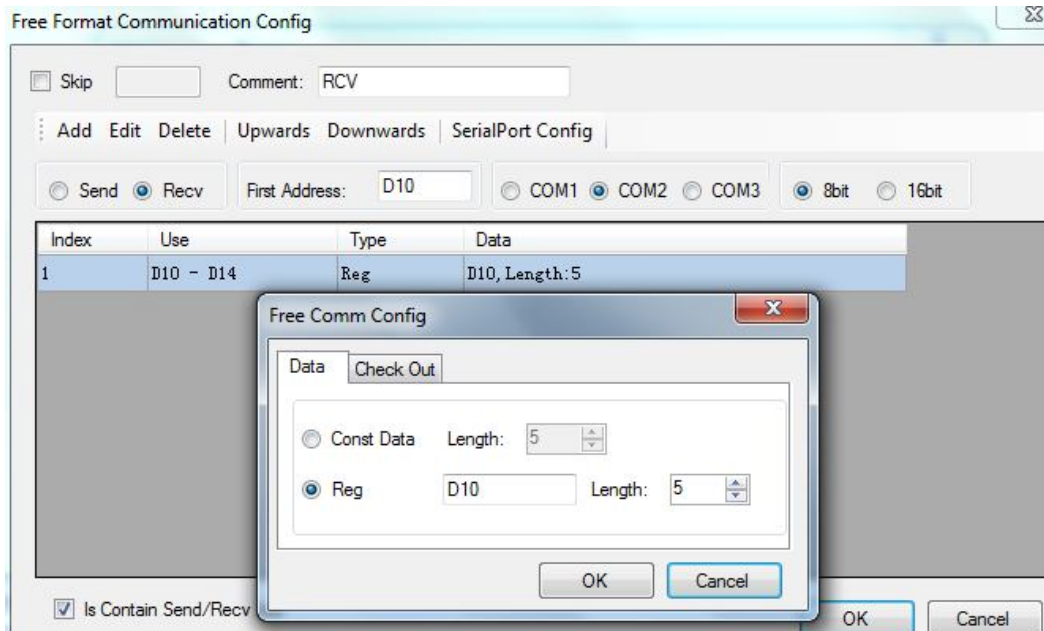 Free Format Communication Config
Skip Comment: RCV
Add Edit Delete Upwards Downwards SerialPort Config
Send Recv First Address: D10 COM1 COM2 COM3 8bit 16bit
Index Use Type Data
1 D10 - D14 Reg D10, Length:5
Free Comm Config
Data Check Out
Const Data Length: 5
Reg D10 Length: 5
OK Cancel
Is Contain Send/Recv
OK Cancel